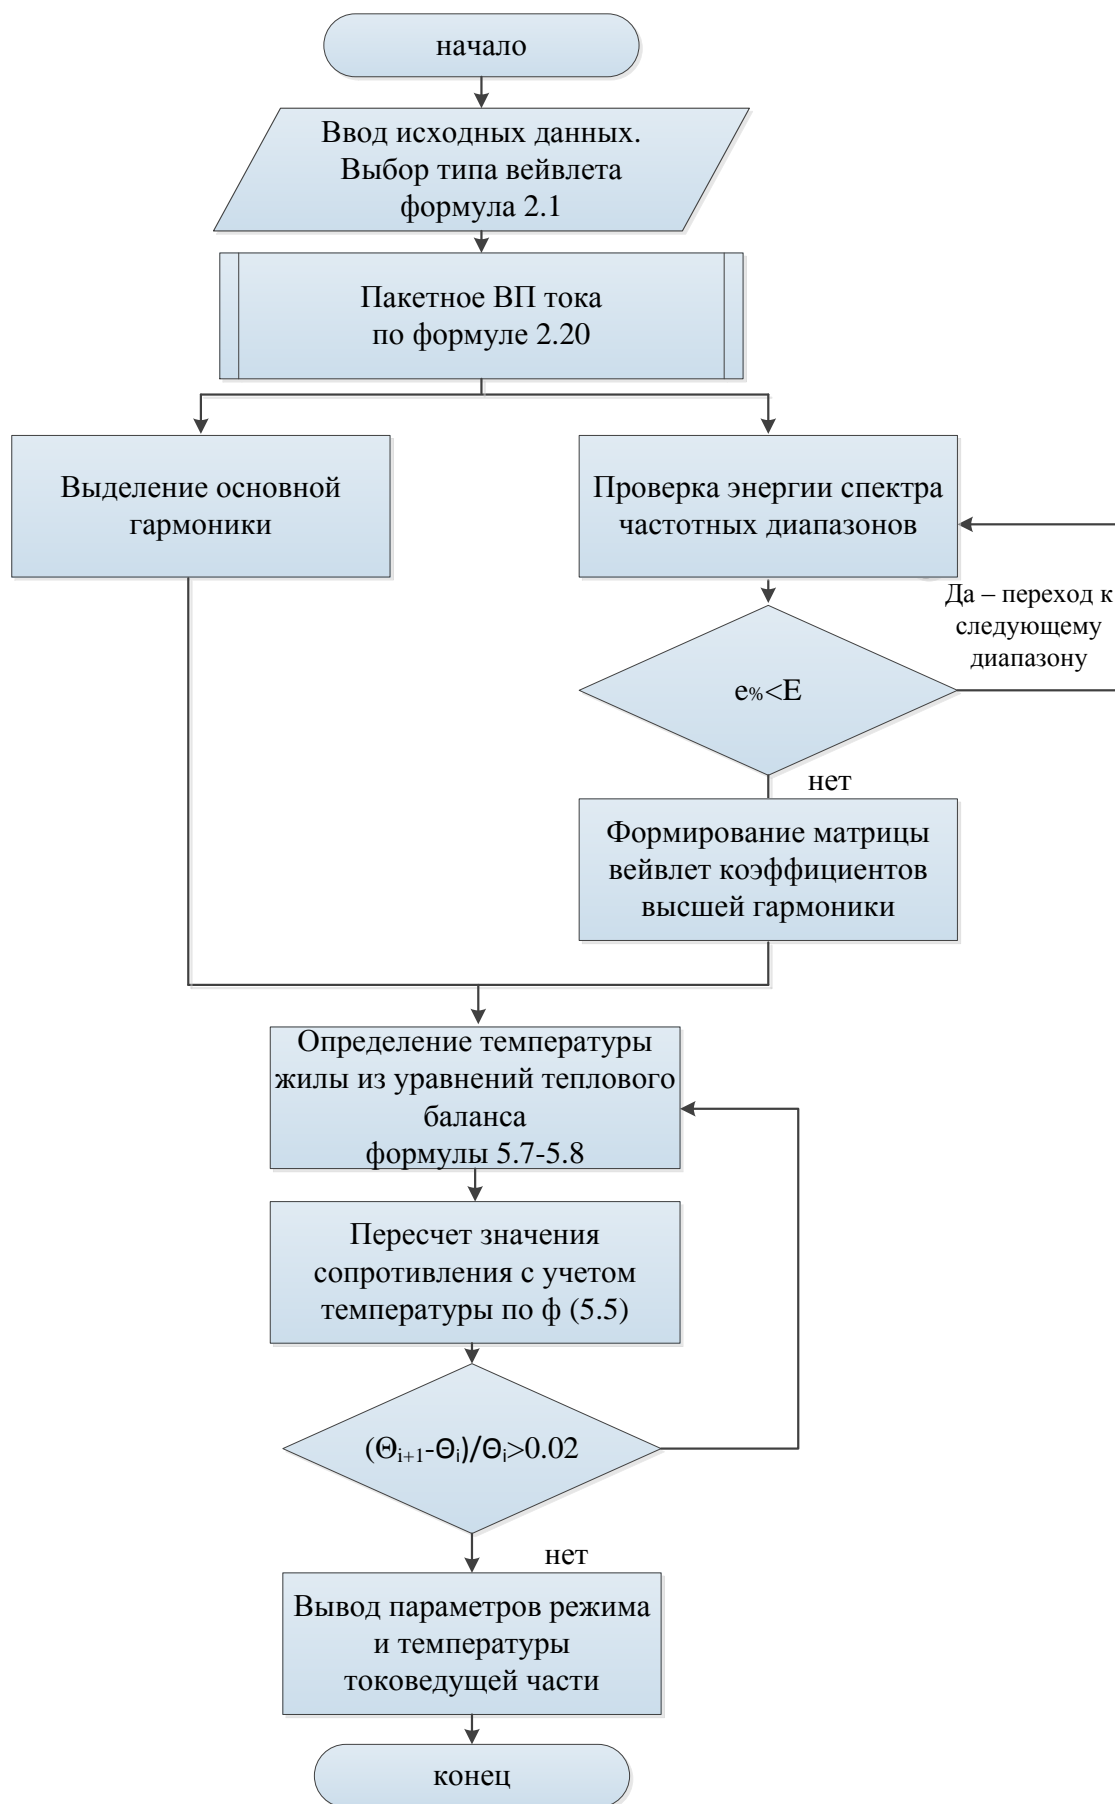 начало
Ввод исходных данных.
Выбор типа вейвлета
формула 2.1
Пакетное ВП тока
по формуле 2.20
Выделение основной
гармоники
Проверка энергии спектра
частотных диапазонов
Да – переход к
следующему
диапазону
e%<E
нет
Формирование матрицы
вейвлет коэффициентов
высшей гармоники
Определение температуры
жилы из уравнений теплового
баланса
формулы 5.7-5.8
Пересчет значения
сопротивления с учетом
температуры по ф (5.5)
(Θi+1-Θi)/Θi>0.02
нет
Вывод параметров режима
и температуры
токоведущей части
конец